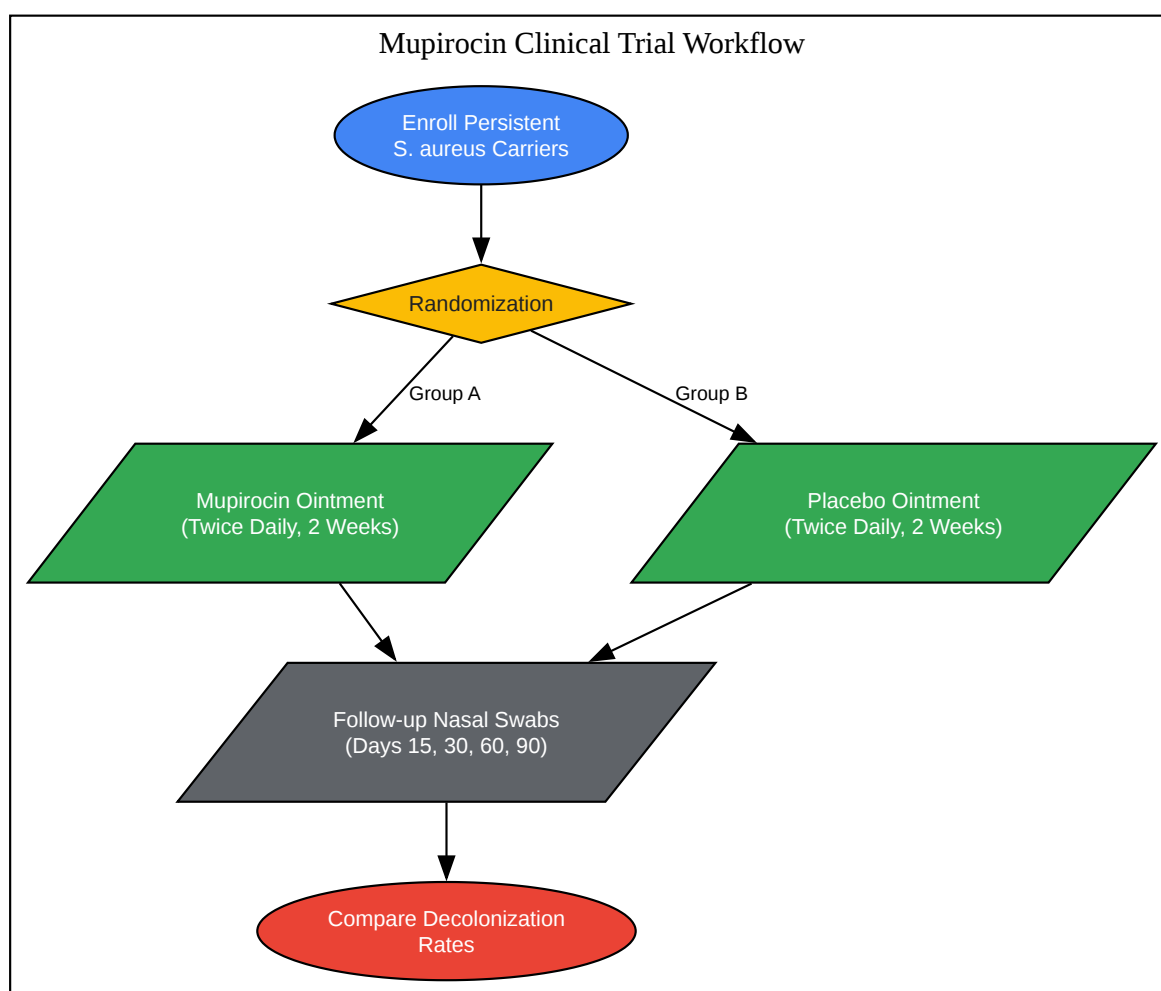 Mupirocin Clinical Trial Workflow
Enroll Persistent
S. aureus Carriers
Randomization
Group A
Group B
Mupirocin Ointment
(Twice Daily, 2 Weeks)
Placebo Ointment
(Twice Daily, 2 Weeks)
Follow-up Nasal Swabs
(Days 15, 30, 60, 90)
Compare Decolonization
Rates